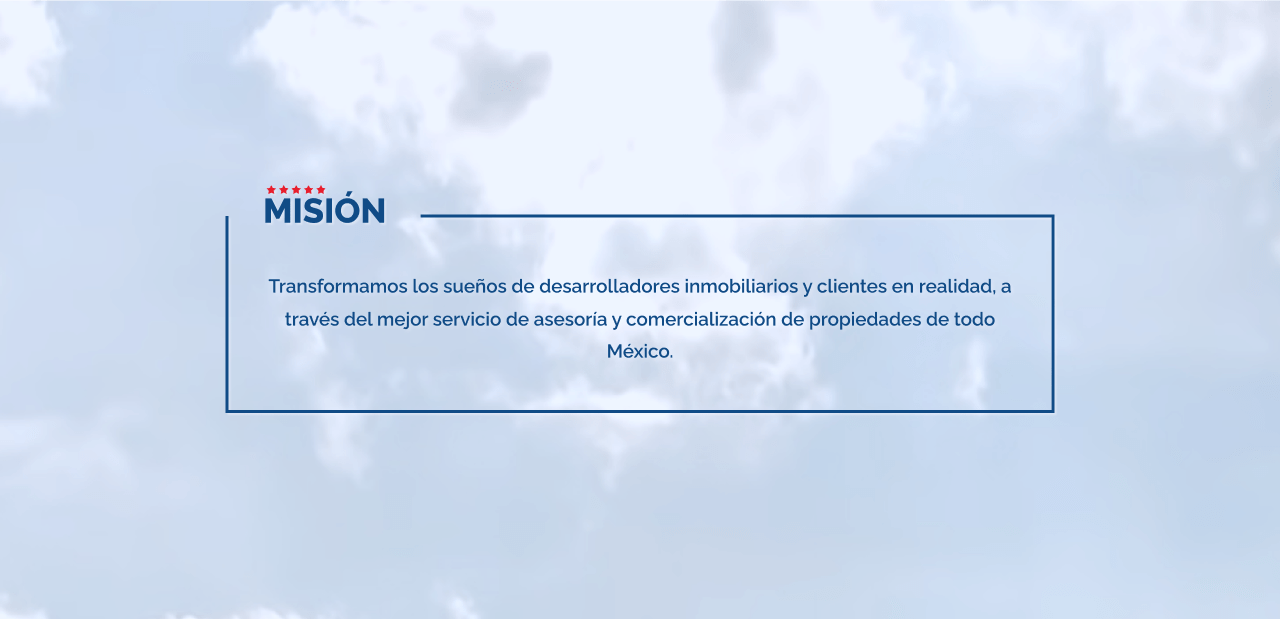 MISIÓN
Transformamos los sueños de desarrolladores inmobiliarios y clientes en realidad, a
través del mejor servicio de asesoría y comercialización de propiedades de todo
México.